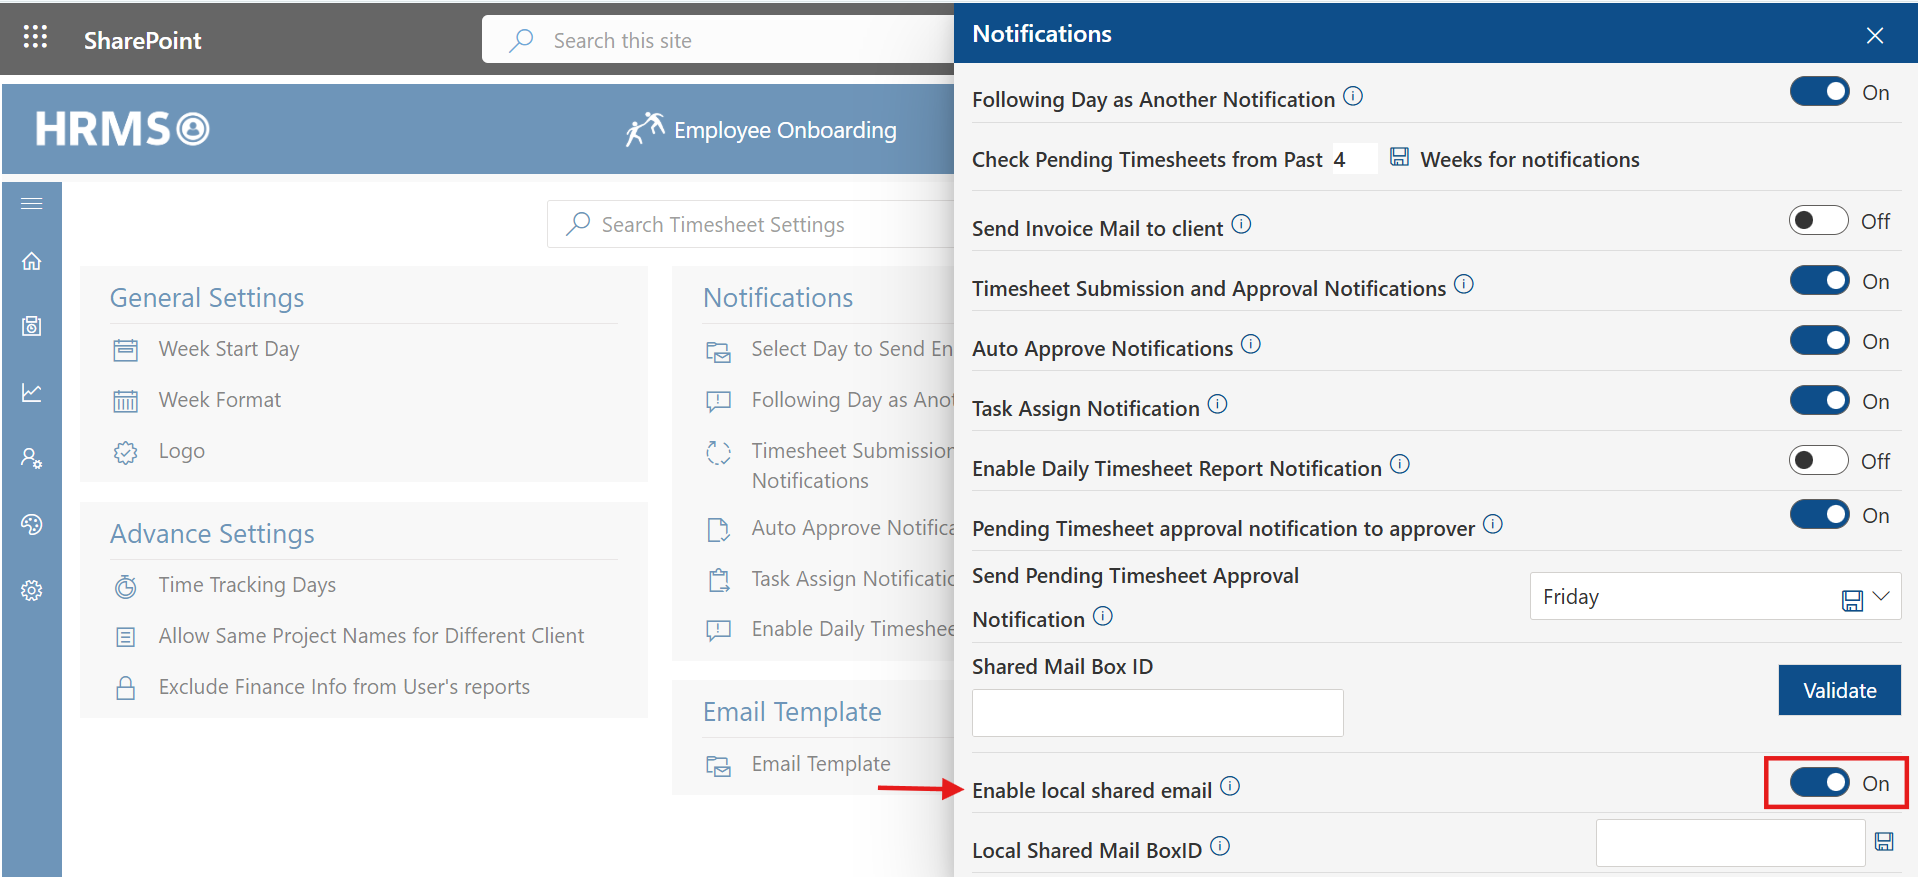 SharePoint
Search this site
HRMS
Employee Onboarding
Search Timesheet Settings
General Settings
Week Start Day
Week Format
Logo
Advance Settings
Time Tracking Days
Allow Same Project Names for Different Client
Exclude Finance Info from User's reports
Notifications
Select Day to Send En
Following Day as Anot
Timesheet Submission
Notifications
Auto Approve Notifica
Task Assign Notificatio
Enable Daily Timeshee
Email Template
Email Template
Notifications
Following Day as Another Notification
On
Check Pending Timesheets from Past 4 Weeks for notifications
Send Invoice Mail to client
Off
Timesheet Submission and Approval Notifications
On
Auto Approve Notifications
On
Task Assign Notification
On
Enable Daily Timesheet Report Notification
Off
Pending Timesheet approval notification to approver
On
Send Pending Timesheet Approval
Notification
Friday
Shared Mail Box ID
Validate
Enable local shared email
On
Local Shared Mail BoxID